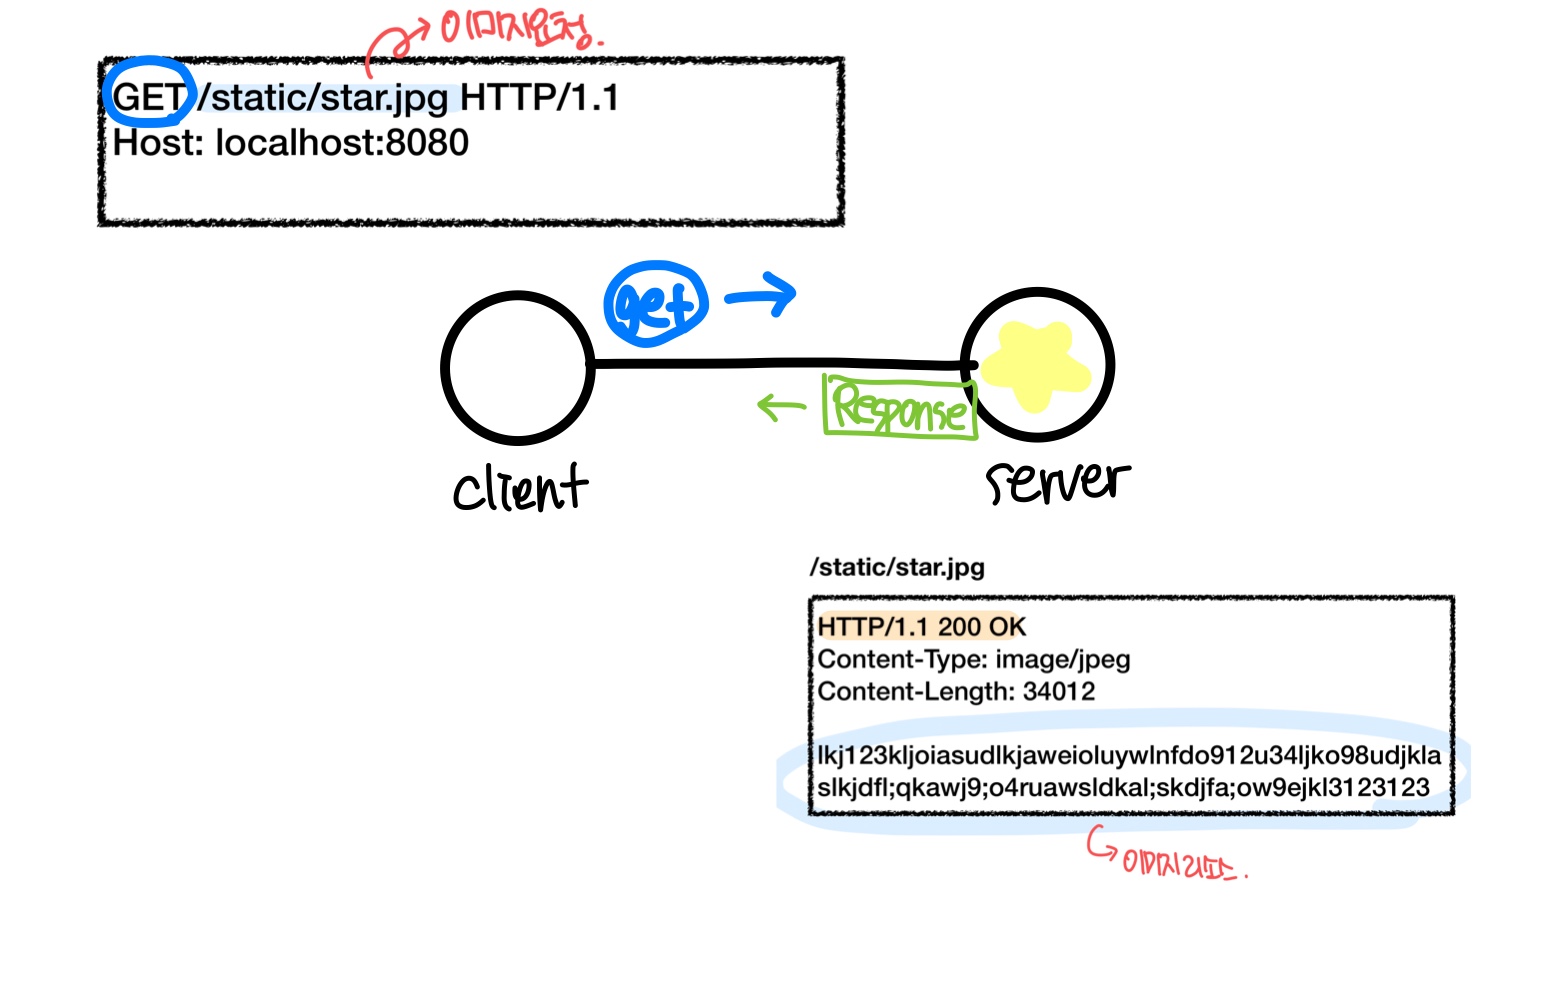 이미지요청.
GET /static/star.jpg HTTP/1.1
Host: localhost:8080
get
Response
client
server
/static/star.jpg
HTTP/1.1 200 OK
Content-Type: image/jpeg
Content-Length: 34012
lkj123kljoiasudlkjaweioluywlnfdo912u34ljko98udjkla
slkjdfl;qkawj9;o4ruawsldkal;skdjfa;ow9ejkl3123123
이미지리소스.